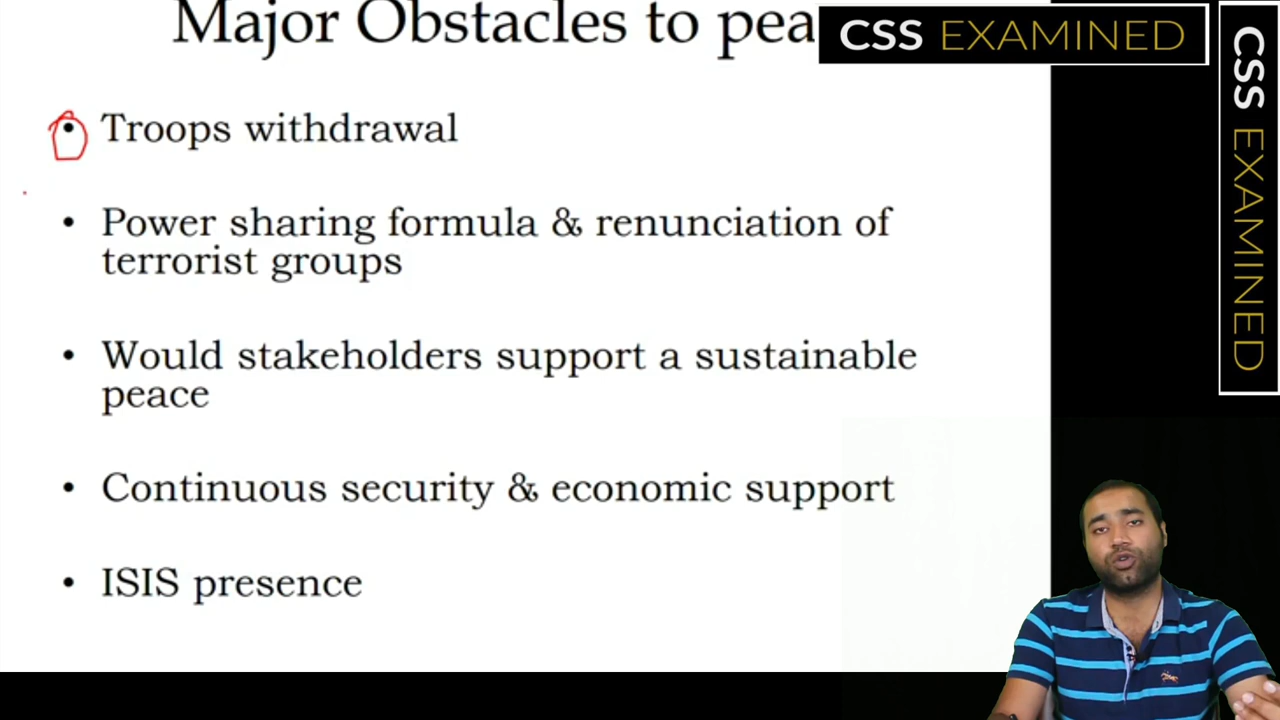 Major Obstacles to pea
CSS EXAMINED
CSS EXAMINED
• Troops withdrawal
• Power sharing formula & renunciation of
terrorist groups
• Would stakeholders support a sustainable
peace
• Continuous security & economic support
• ISIS presence